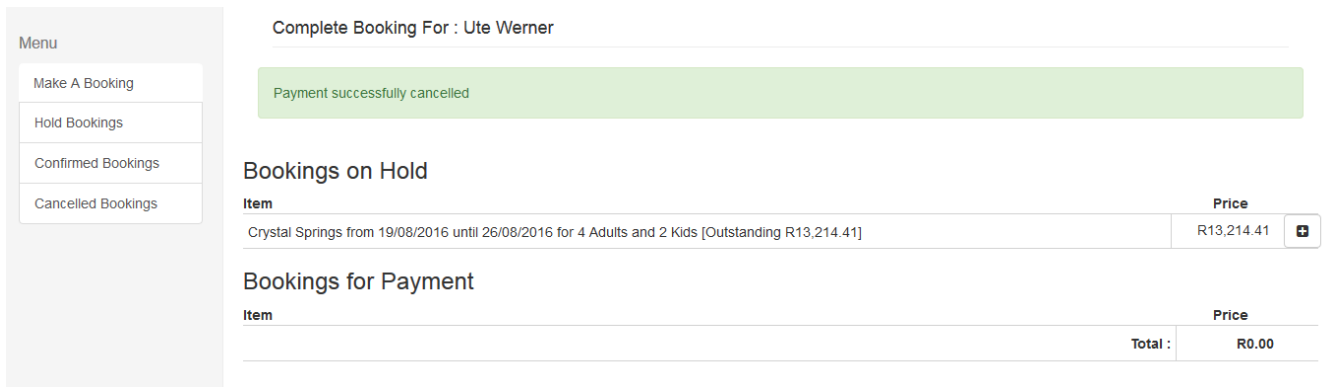 Complete Booking For : Ute Werner
Menu
Make A Booking
Payment successfully cancelled
Hold Bookings
Confirmed Bookings
Cancelled Bookings
Bookings on Hold
Item Price
Crystal Springs from 19/08/2016 until 26/08/2016 for 4 Adults and 2 Kids [Outstanding R13,214.41] R13,214.41
Bookings for Payment
Item Price
Total : R0.00